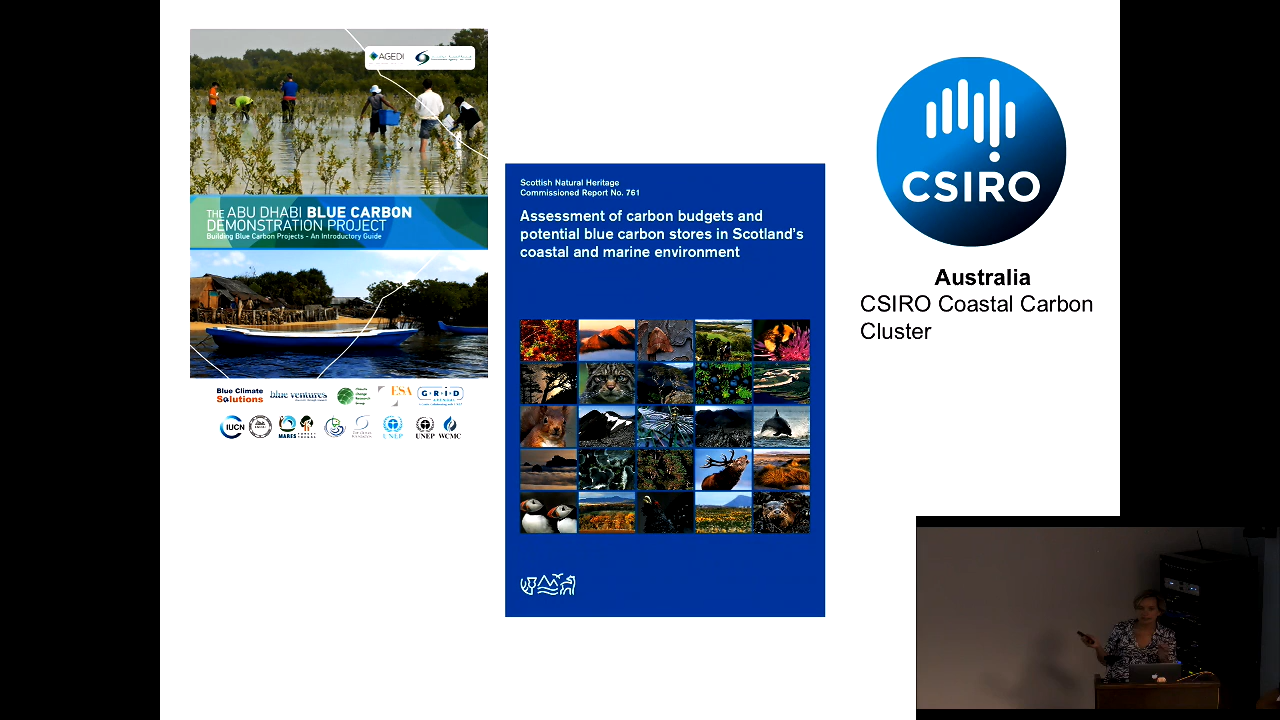 AGEDI
THE ABU DHABI BLUE CARBON
DEMONSTRATION PROJECT
Building Blue Carbon Projects - An Introductory Guide
Blue Climate
Solutions
blue ventures
ESA
GRID
IUCN
MARES
UNEP
UNEP WCMC
Scottish Natural Heritage
Commissioned Report No. 761
Assessment of carbon budgets and
potential blue carbon stores in Scotland's
coastal and marine environment
CSIRO
Australia
CSIRO Coastal Carbon
Cluster